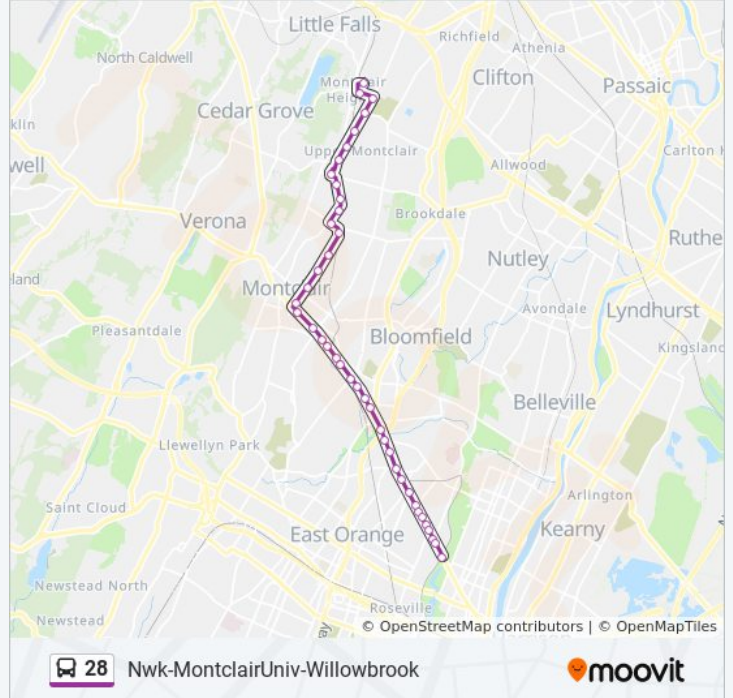 Little Falls
Richfield
Athenia
North Caldwell
Clifton
Passaic
Montclair
Heights
Cedar Grove
klin
Upper Montclair
Carlton H
Allwood
well
Verona
Brookdale
Ruthe
Nutley
land
Montclair
Avondale
Lyndhurst
Pleasantdale
Bloomfield
Kingsland
Belleville
Llewellyn Park
Arlington
Saint Cloud
East Orange
Kearny
Newstead North
Roseville
Newstead
© OpenStreetMap contributors | © OpenMapTiles
28 Nwk-MontclairUniv-Willowbrook
moovit